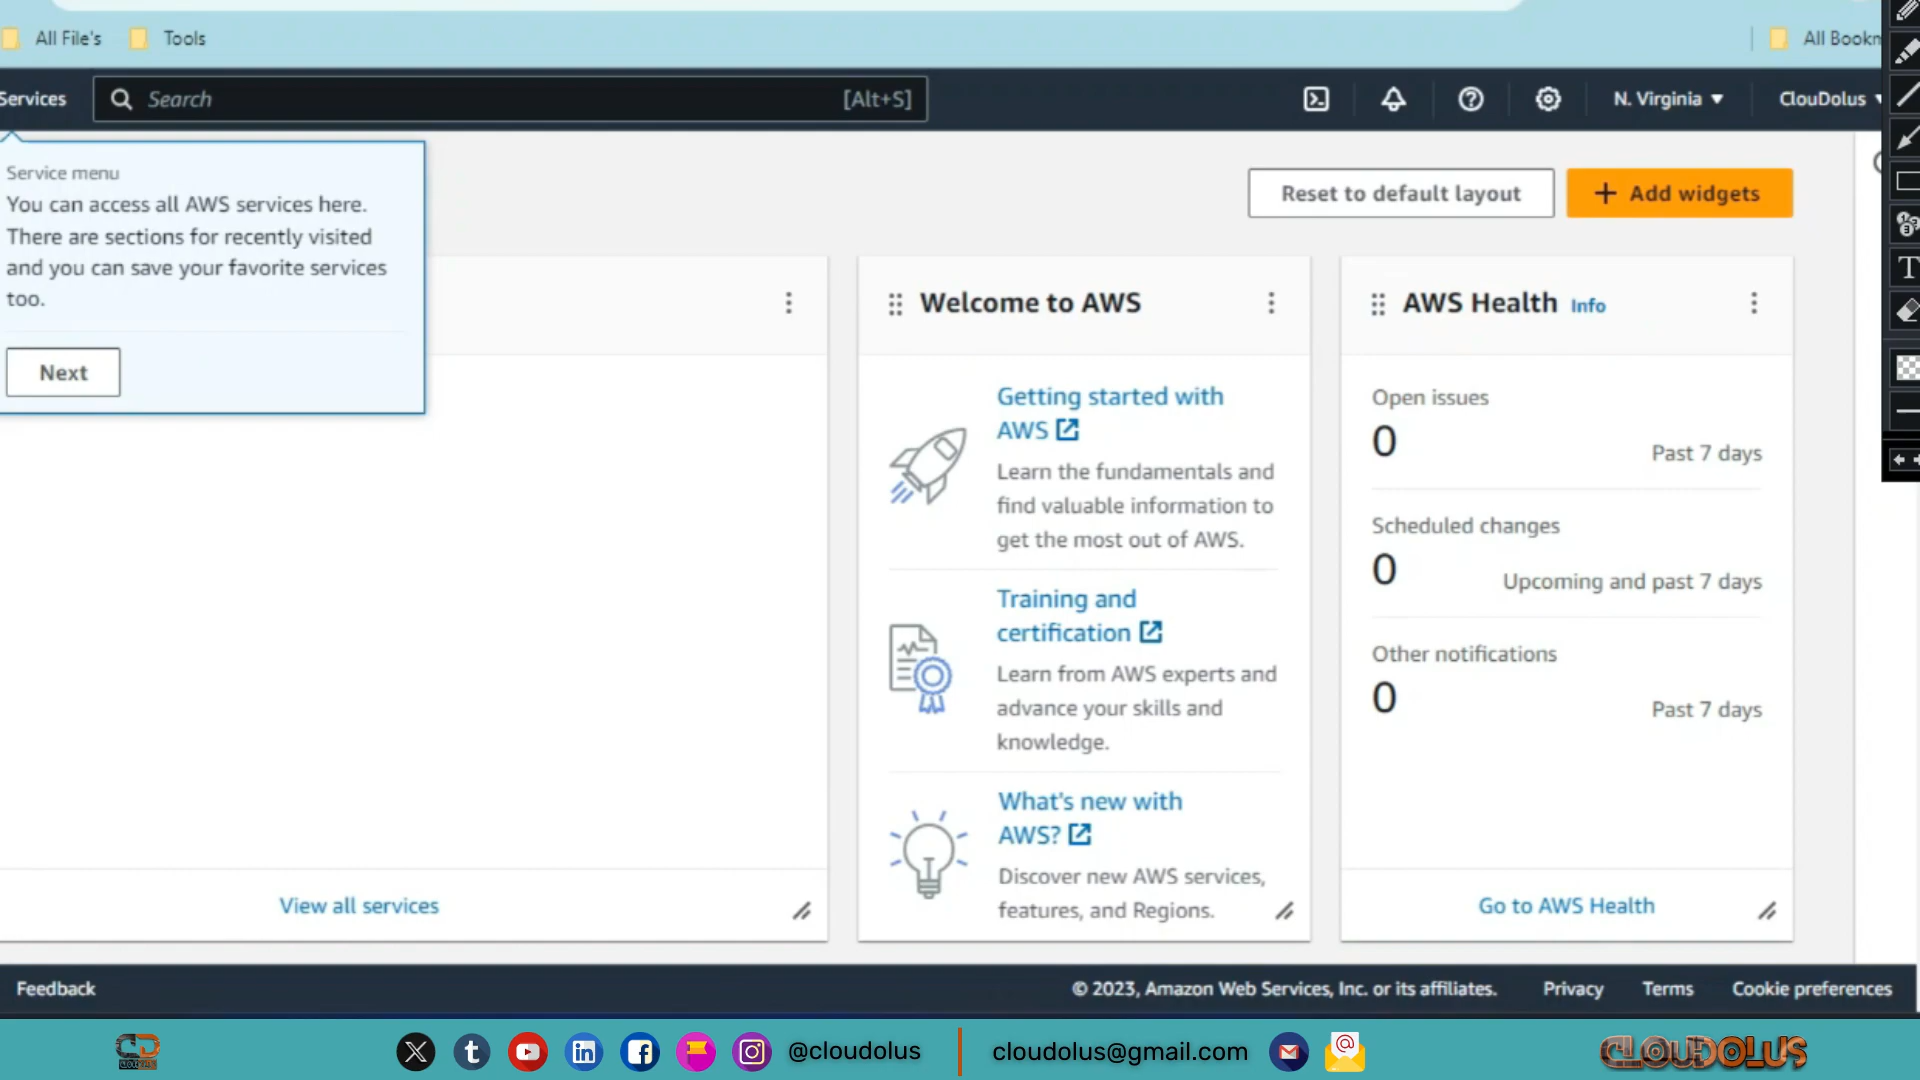 All File's
Tools
All Bookm
Services
Search
[Alt+S]
N. Virginia
ClouDolus
Service menu
You can access all AWS services here.
There are sections for recently visited
and you can save your favorite services
too.
Next
Reset to default layout
+ Add widgets
Welcome to AWS
Getting started with
AWS
Learn the fundamentals and
find valuable information to
get the most out of AWS.
Training and
certification
Learn from AWS experts and
advance your skills and
knowledge.
What's new with
AWS?
Discover new AWS services,
features, and Regions.
AWS Health Info
Open issues
0
Past 7 days
Scheduled changes
0
Upcoming and past 7 days
Other notifications
0
Past 7 days
View all services
Go to AWS Health
Feedback
© 2023, Amazon Web Services, Inc. or its affiliates.
Privacy
Terms
Cookie preferences
@cloudolus
cloudolus@gmail.com
CLOUDOLUS